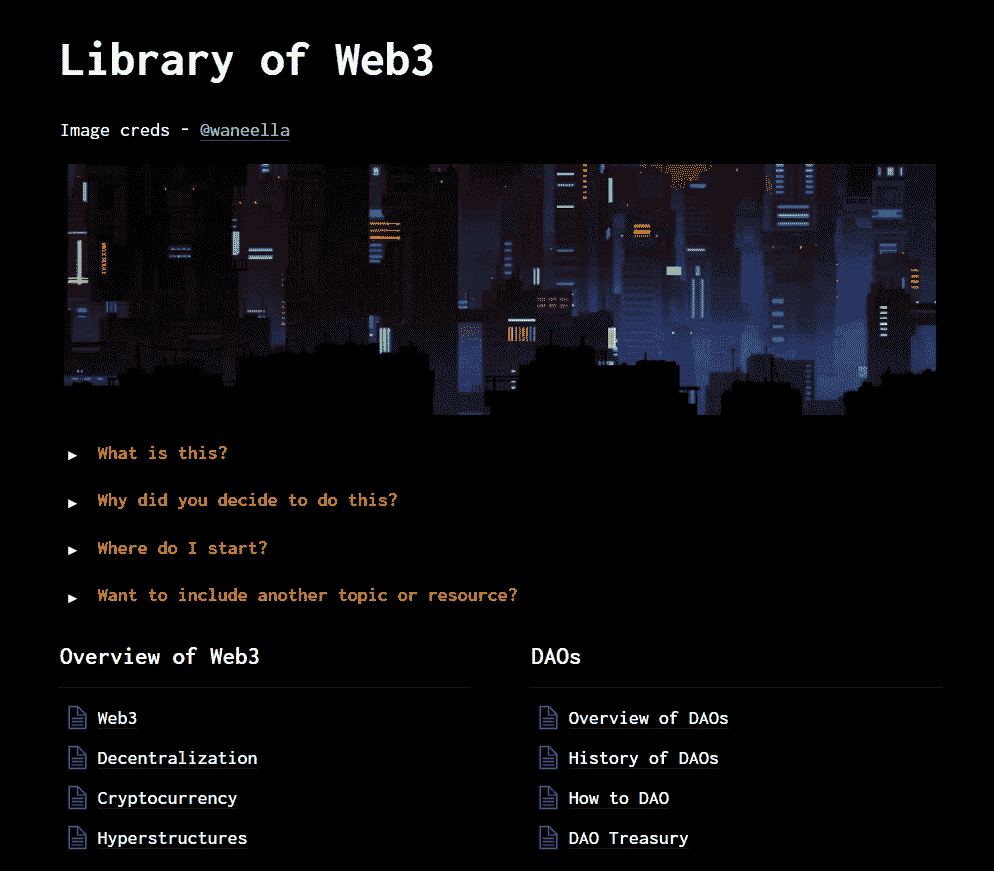 Library of Web3
Image creds - @waneella
What is this?
Why did you decide to do this?
Where do I start?
Want to include another topic or resource?
Overview of Web3
Web3
Decentralization
Cryptocurrency
Hyperstructures
DAOs
Overview of DAOs
History of DAOs
How to DAO
DAO Treasury